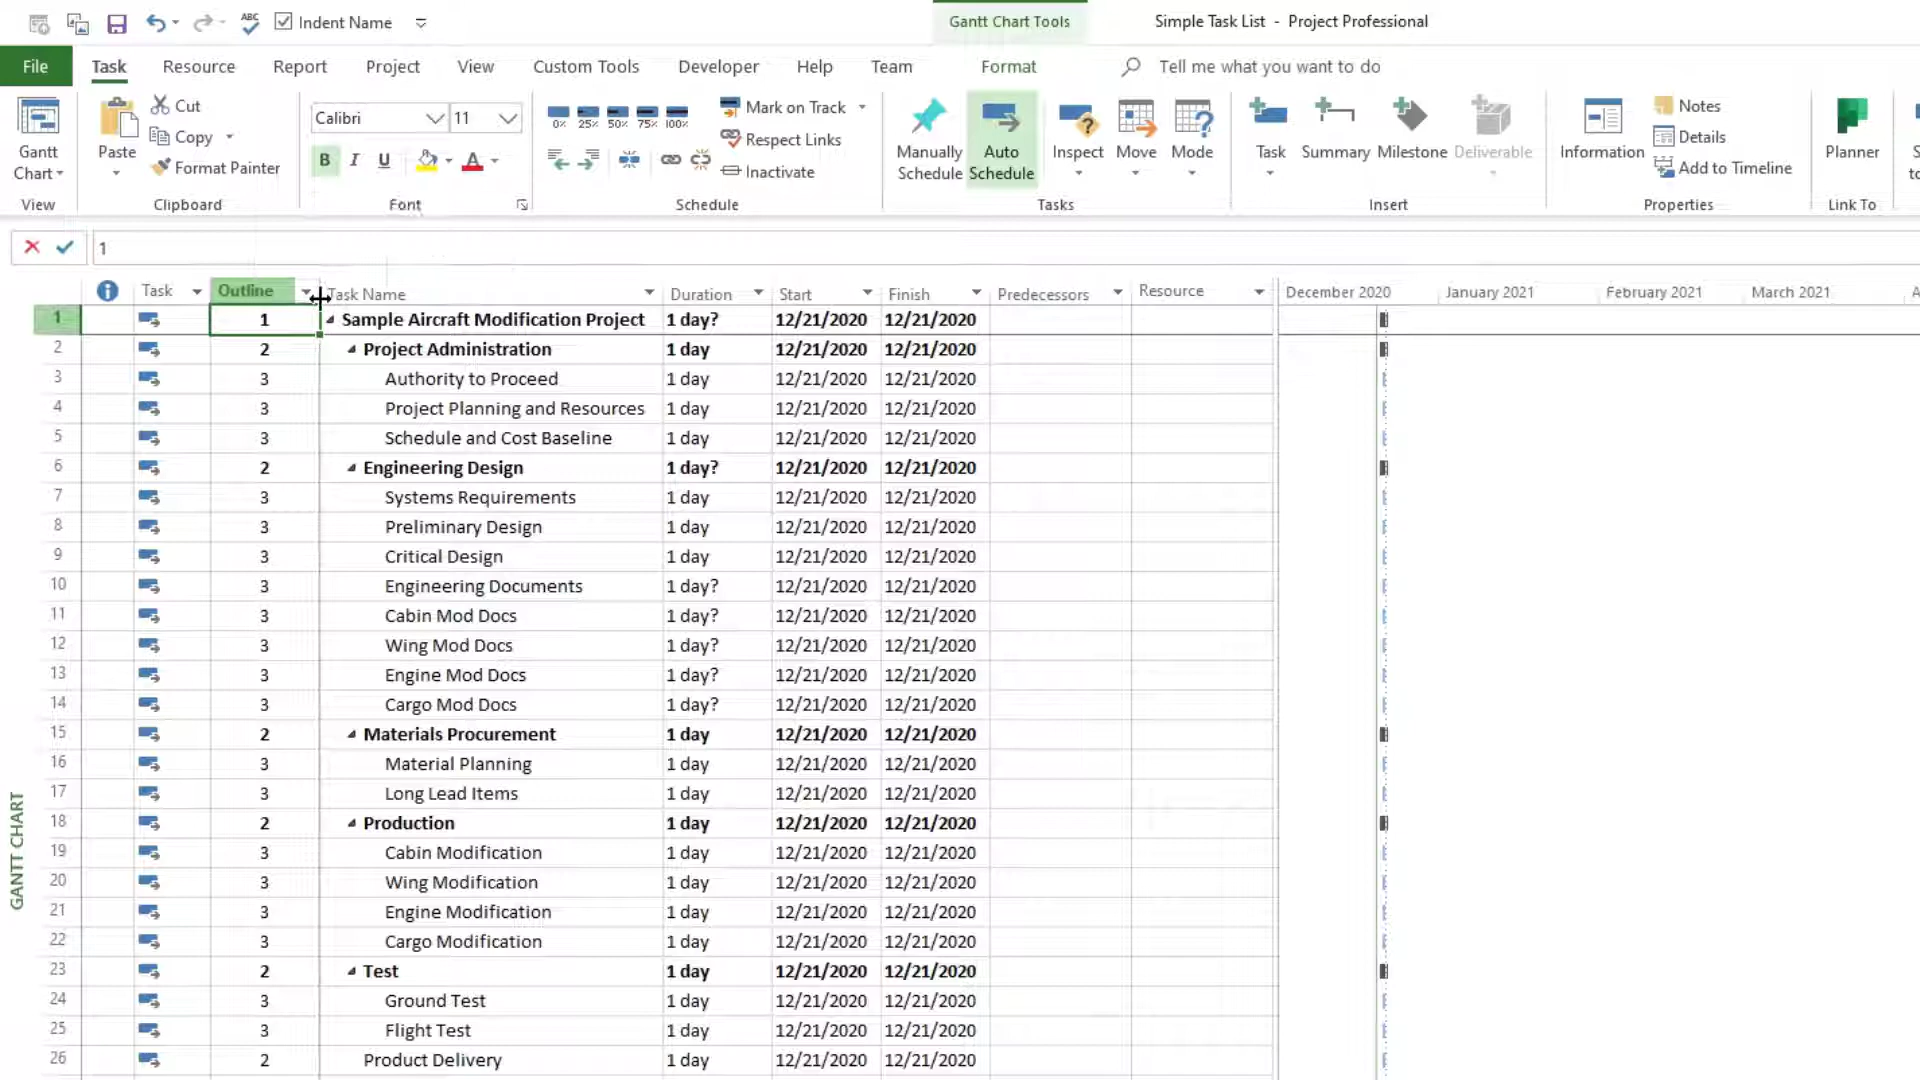 ABC Indent Name Gantt Chart Tools Simple Task List - Project Professional
File Task Resource Report Project View Custom Tools Developer Help Team Format Tell me what you want to do
Gantt Chart
Paste
Cut
Copy
Format Painter
Calibri 11
B I U A
0% 25% 50% 75% 100%
Mark on Track
Respect Links
Inactivate
Manually Schedule
Auto Schedule
Inspect
Move
Mode
Task
Summary
Milestone
Deliverable
Information
Notes
Details
Add to Timeline
Planner
View Clipboard Font Schedule Tasks Insert Properties Link To
1
Task Outline Task Name Duration Start Finish Predecessors Resource December 2020 January 2021 February 2021 March 2021 A
1 1 Sample Aircraft Modification Project 1 day? 12/21/2020 12/21/2020
2 2 Project Administration 1 day 12/21/2020 12/21/2020
3 3 Authority to Proceed 1 day 12/21/2020 12/21/2020
4 3 Project Planning and Resources 1 day 12/21/2020 12/21/2020
5 3 Schedule and Cost Baseline 1 day 12/21/2020 12/21/2020
6 2 Engineering Design 1 day? 12/21/2020 12/21/2020
7 3 Systems Requirements 1 day 12/21/2020 12/21/2020
8 3 Preliminary Design 1 day 12/21/2020 12/21/2020
9 3 Critical Design 1 day 12/21/2020 12/21/2020
10 3 Engineering Documents 1 day? 12/21/2020 12/21/2020
11 3 Cabin Mod Docs 1 day? 12/21/2020 12/21/2020
12 3 Wing Mod Docs 1 day? 12/21/2020 12/21/2020
13 3 Engine Mod Docs 1 day? 12/21/2020 12/21/2020
14 3 Cargo Mod Docs 1 day? 12/21/2020 12/21/2020
15 2 Materials Procurement 1 day 12/21/2020 12/21/2020
16 3 Material Planning 1 day 12/21/2020 12/21/2020
17 3 Long Lead Items 1 day 12/21/2020 12/21/2020
18 2 Production 1 day 12/21/2020 12/21/2020
19 3 Cabin Modification 1 day 12/21/2020 12/21/2020
20 3 Wing Modification 1 day 12/21/2020 12/21/2020
21 3 Engine Modification 1 day 12/21/2020 12/21/2020
22 3 Cargo Modification 1 day 12/21/2020 12/21/2020
23 2 Test 1 day 12/21/2020 12/21/2020
24 3 Ground Test 1 day 12/21/2020 12/21/2020
25 3 Flight Test 1 day 12/21/2020 12/21/2020
26 2 Product Delivery 1 day 12/21/2020 12/21/2020
GANTT CHART